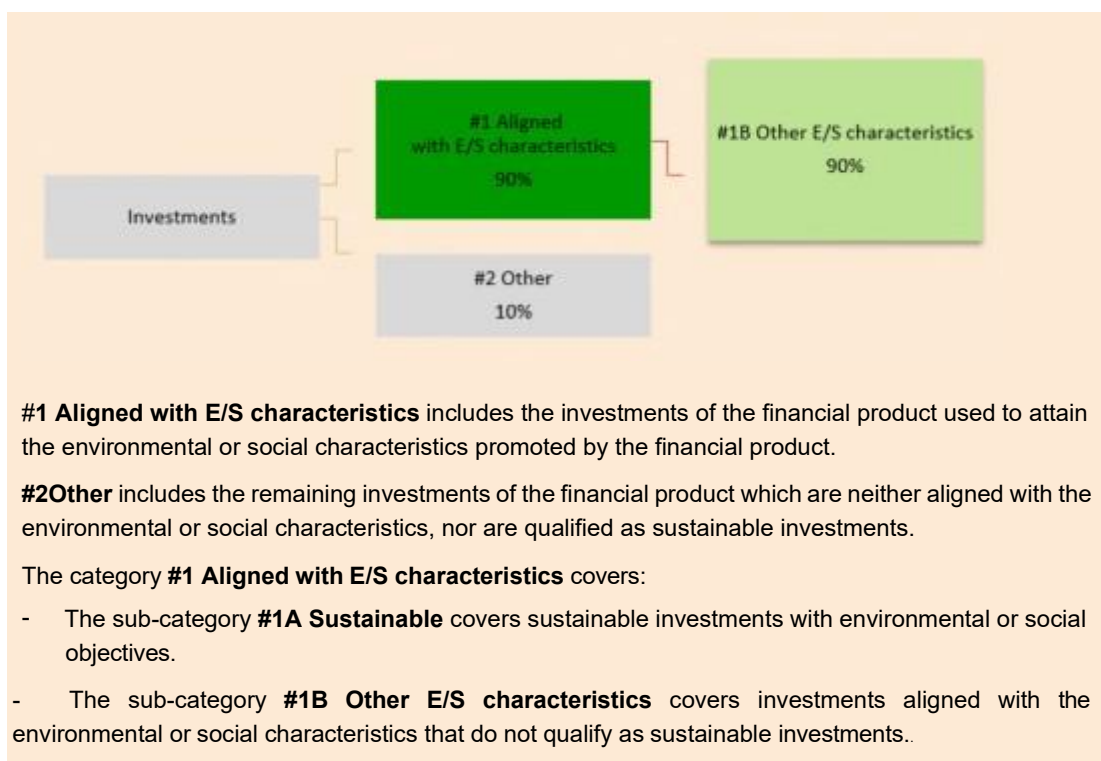 #1 Aligned
with E/S characteristics
90%
#1B Other E/S characteristics
90%
Investments
#2 Other
10%
#1 Aligned with E/S characteristics includes the investments of the financial product used to attain
the environmental or social characteristics promoted by the financial product.
#2Other includes the remaining investments of the financial product which are neither aligned with the
environmental or social characteristics, nor are qualified as sustainable investments.
The category #1 Aligned with E/S characteristics covers:
- The sub-category #1A Sustainable covers sustainable investments with environmental or social
objectives.
- The sub-category #1B Other E/S characteristics covers investments aligned with the
environmental or social characteristics that do not qualify as sustainable investments..